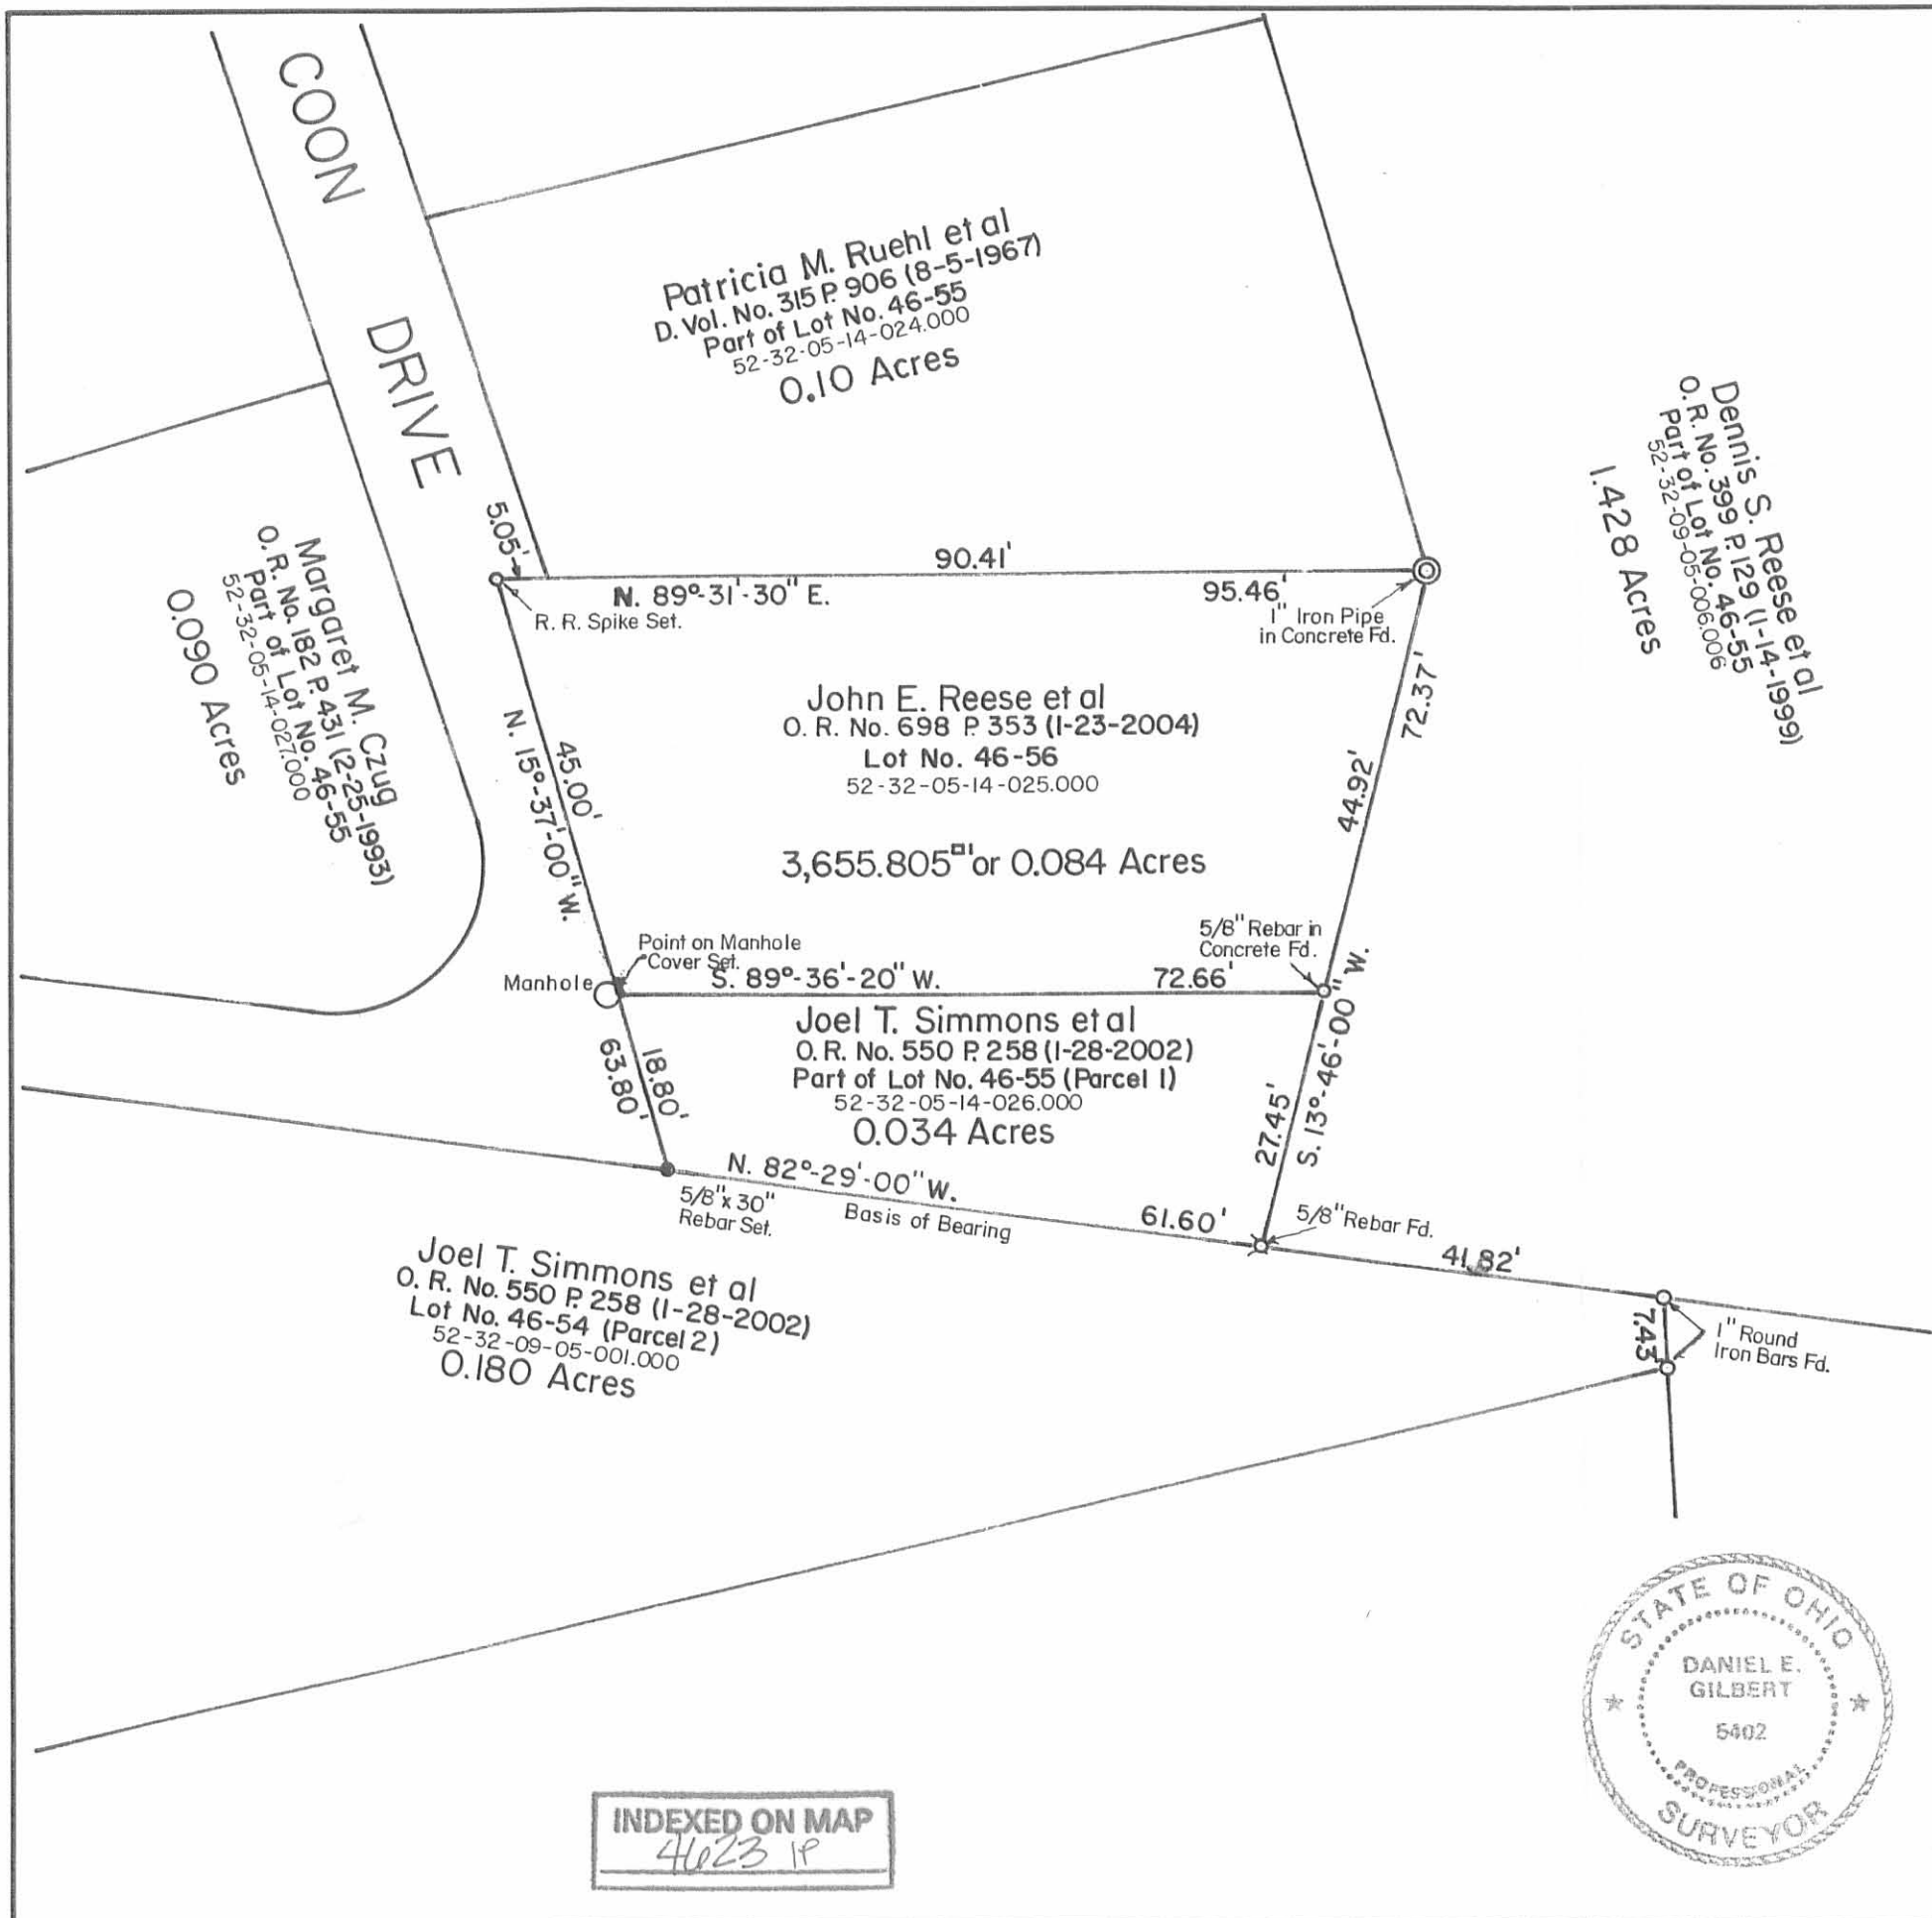 COON DRIVE
Patricia M. Ruehl et al
D. Vol. No. 315 P. 906 (8-5-1967)
Part of Lot No. 46-55
52-32-05-14-024.000
0.10 Acres
Dennis S. Reese et al
O. R. No. 399 P. 129 (1-14-1999)
Part of Lot No. 46-55
52-32-09-05-006.006
1.428 Acres
Margaret M. Czug
O. R. No. 182 P. 431 (2-25-1993)
Part of Lot No. 46-55
52-32-05-14-027.000
0.090 Acres
5.05'
90.41'
N. 89°-31'-30" E.
95.46'
R. R. Spike Set.
1" Iron Pipe
in Concrete Fd.
72.37'
John E. Reese et al
O. R. No. 698 P. 353 (1-23-2004)
Lot No. 46-56
52-32-05-14-025.000
3,655.805□' or 0.084 Acres
45.00'
N. 15°-37'-00" W.
44.92'
5/8" Rebar in
Concrete Fd.
Point on Manhole
Cover Set.
Manhole
S. 89°-36'-20" W.
72.66'
S. 13°-46'-00" W.
Joel T. Simmons et al
O. R. No. 550 P. 258 (1-28-2002)
Part of Lot No. 46-55 (Parcel 1)
52-32-05-14-026.000
0.034 Acres
18.80'
63.80'
27.45'
N. 82°-29'-00" W.
Basis of Bearing
61.60'
5/8" x 30"
Rebar Set.
5/8" Rebar Fd.
41.82'
7.43'
1" Round
Iron Bars Fd.
Joel T. Simmons et al
O. R. No. 550 P. 258 (1-28-2002)
Lot No. 46-54 (Parcel 2)
52-32-09-05-001.000
0.180 Acres
STATE OF OHIO
DANIEL E.
GILBERT
5402
PROFESSIONAL
SURVEYOR
INDEXED ON MAP
4623 IP